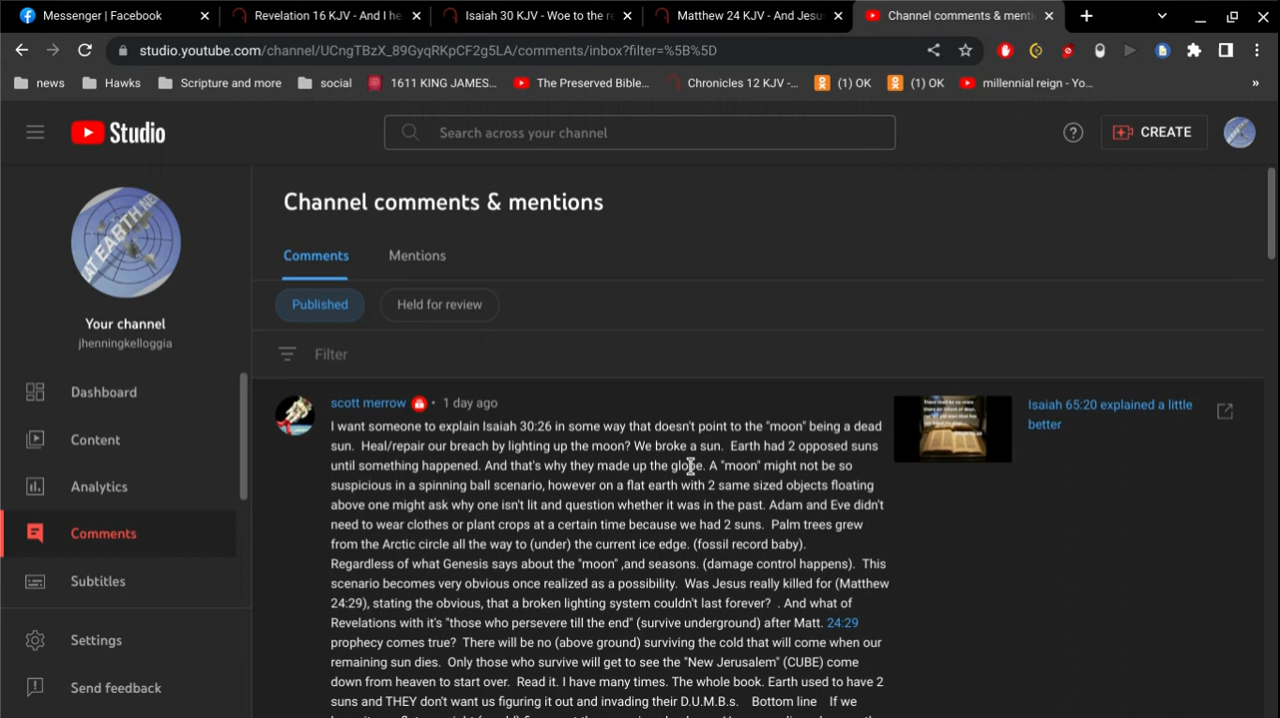 Messenger | Facebook
Revelation 16 KJV - And I he
Isaiah 30 KJV - Woe to the re
Matthew 24 KJV - And Jesus
Channel comments & menti
studio.youtube.com/channel/UCngTBzX_89GyqRKpCF2g5LA/comments/inbox?filter=%5B%5D
news
Hawks
Scripture and more
social
1611 KING JAMES...
The Preserved Bible...
Chronicles 12 KJV -...
(1) OK
(1) OK
millennial reign - Yo...
»
Studio
Search across your channel
CREATE
Channel comments & mentions
Comments
Mentions
Published
Held for review
Filter
AT EARTH NE
Your channel
jhenningkelloggia
Dashboard
Content
Analytics
Comments
Subtitles
Settings
Send feedback
scott merrow • 1 day ago
I want someone to explain Isaiah 30:26 in some way that doesn't point to the "moon" being a dead
sun. Heal/repair our breach by lighting up the moon? We broke a sun. Earth had 2 opposed suns
until something happened. And that's why they made up the globe. A "moon" might not be so
suspicious in a spinning ball scenario, however on a flat earth with 2 same sized objects floating
above one might ask why one isn't lit and question whether it was in the past. Adam and Eve didn't
need to wear clothes or plant crops at a certain time because we had 2 suns. Palm trees grew
from the Arctic circle all the way to (under) the current ice edge. (fossil record baby).
Regardless of what Genesis says about the "moon" ,and seasons. (damage control happens). This
scenario becomes very obvious once realized as a possibility. Was Jesus really killed for (Matthew
24:29), stating the obvious, that a broken lighting system couldn't last forever? . And what of
Revelations with it's "those who persevere till the end" (survive underground) after Matt. 24:29
prophecy comes true? There will be no (above ground) surviving the cold that will come when our
remaining sun dies. Only those who survive will get to see the "New Jerusalem" (CUBE) come
down from heaven to start over. Read it. I have many times. The whole book. Earth used to have 2
suns and THEY don't want us figuring it out and invading their D.U.M.B.s. Bottom line If we
Isaiah 65:20 explained a little
better